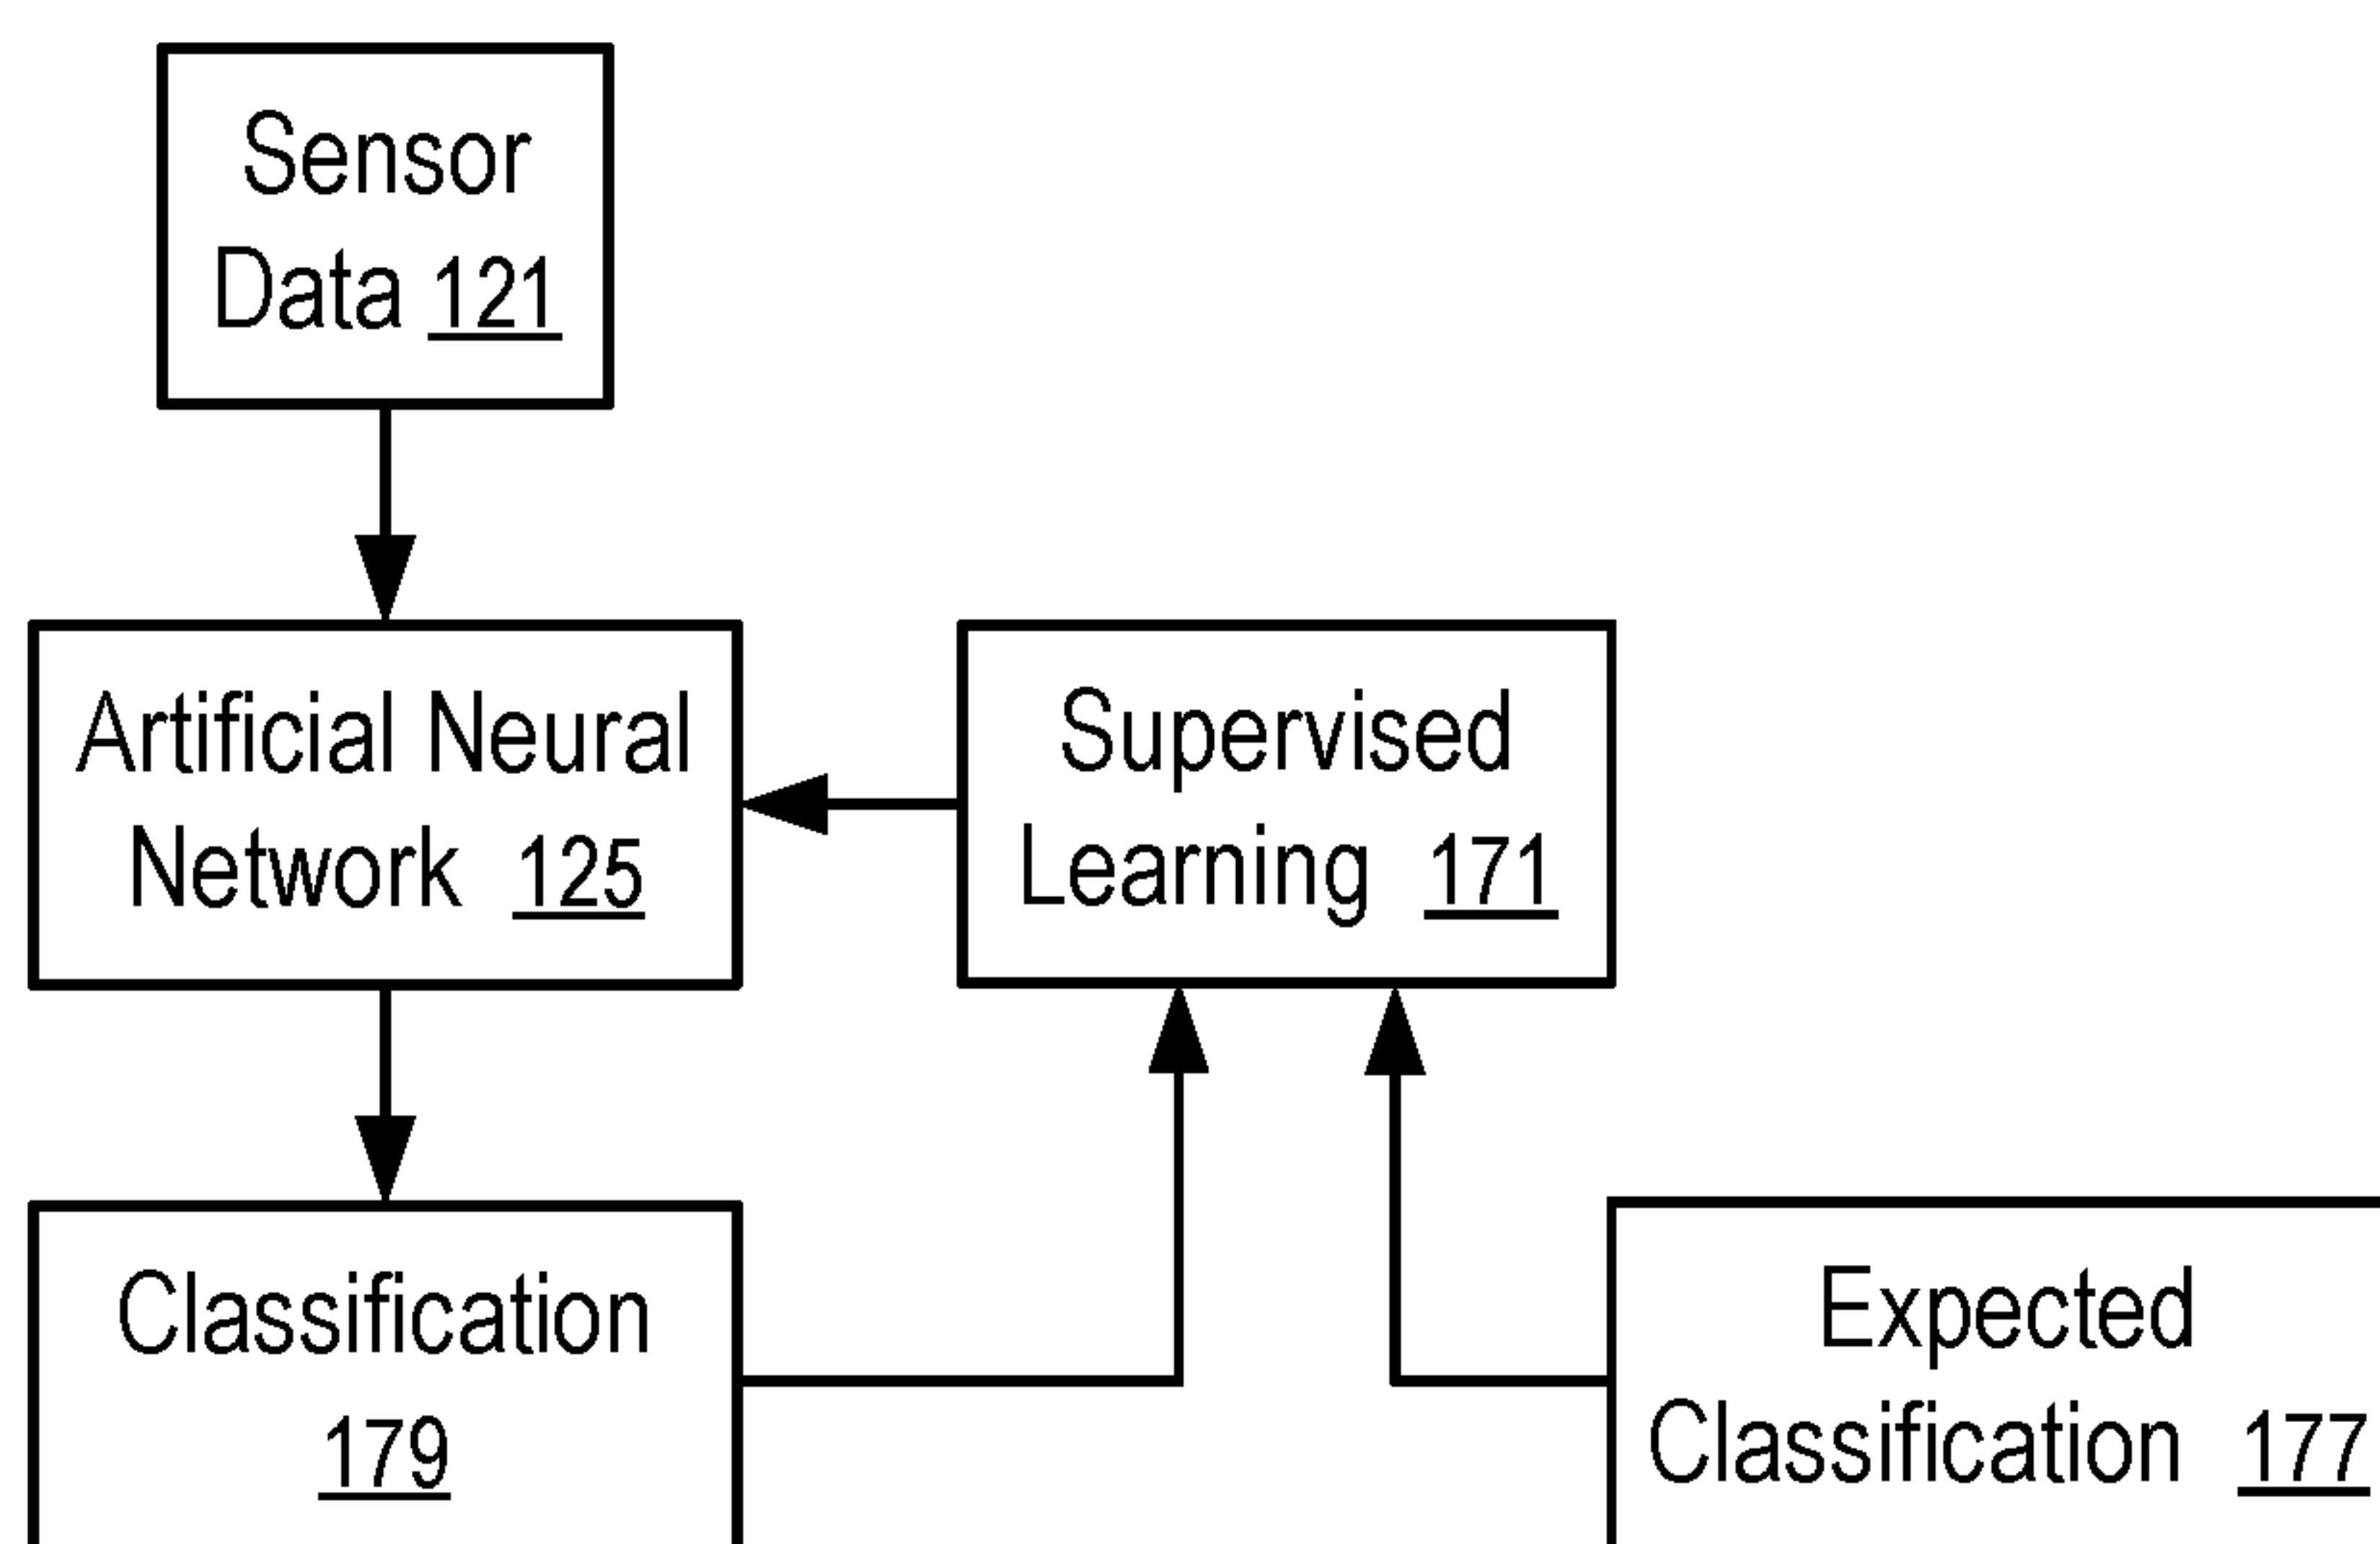 Sensor
Data 121
Artificial Neural
Network 125
Supervised
Learning 171
Classification
179
Expected
Classification 177